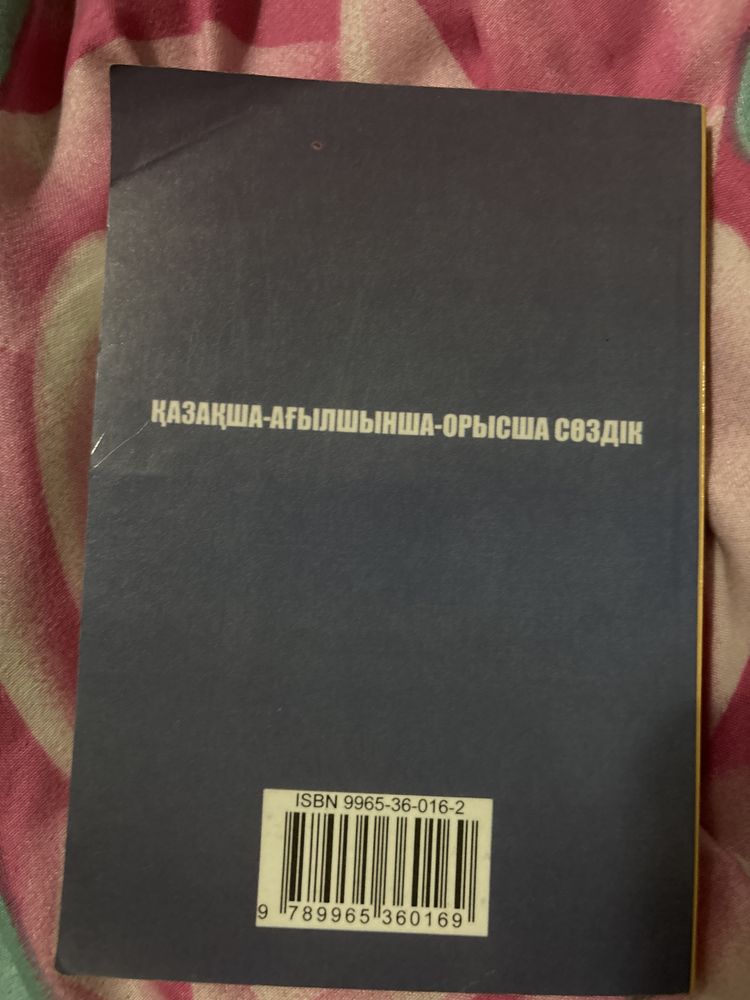 ҚАЗАҚША-АҒЫЛШЫНША-ОРЫСША СӨЗДІК
ISBN 9965-36-016-2
9 789965 360169